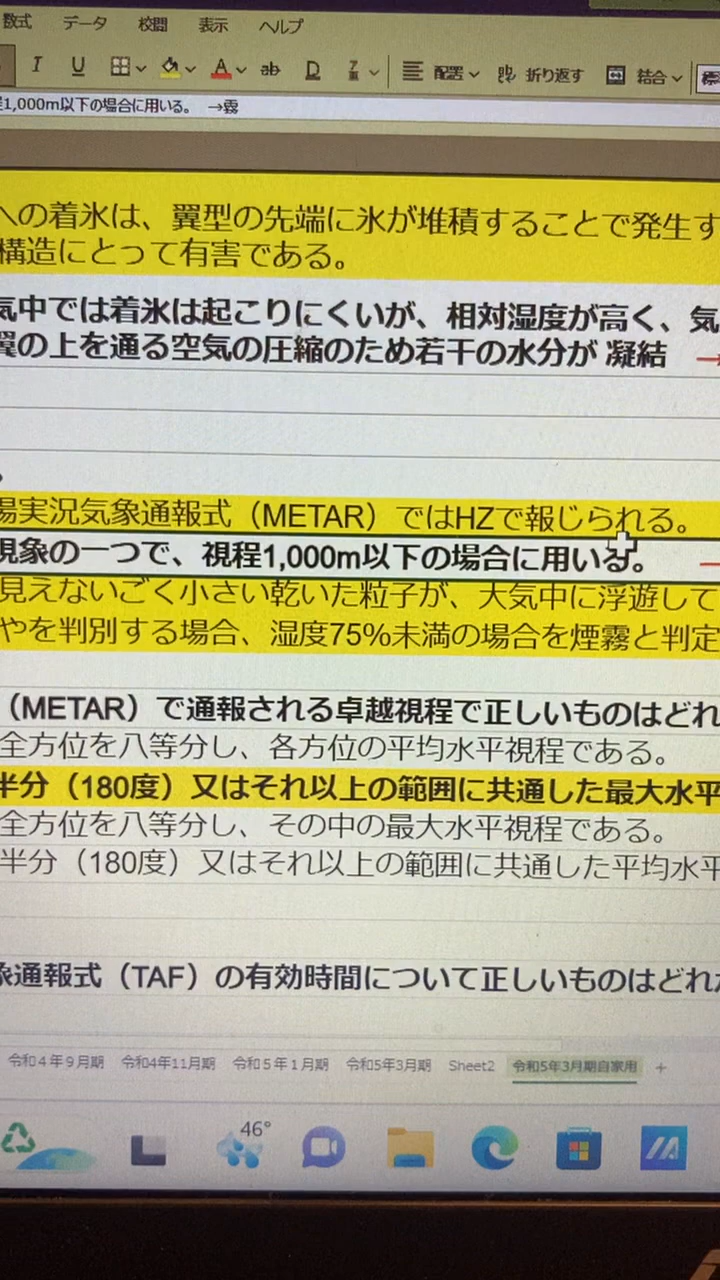 数式 データ 校閲 表示 ヘルプ
I U A ab D 配置 折り返す 結合
1,000m以下の場合に用いる。 →霧
への着氷は、翼型の先端に氷が堆積することで発生す
構造にとって有害である。
気中では着氷は起こりにくいが、相対湿度が高く、気
翼の上を通る空気の圧縮のため若干の水分が 凝結 →
場実況気象通報式（METAR）ではHZで報じられる。
現象の一つで、視程1,000m以下の場合に用いる。
見えないごく小さい乾いた粒子が、大気中に浮遊して
やを判別する場合、湿度75%未満の場合を煙霧と判定
（METAR）で通報される卓越視程で正しいものはどれ
全方位を八等分し、各方位の平均水平視程である。
半分（180度）又はそれ以上の範囲に共通した最大水平
全方位を八等分し、その中の最大水平視程である。
半分（180度）又はそれ以上の範囲に共通した平均水平
象通報式（TAF）の有効時間について正しいものはどれか
令和４年９月期 令和4年11月期 令和５年１月期 令和5年3月期 Sheet2 令和5年3月期自家用 +
46°